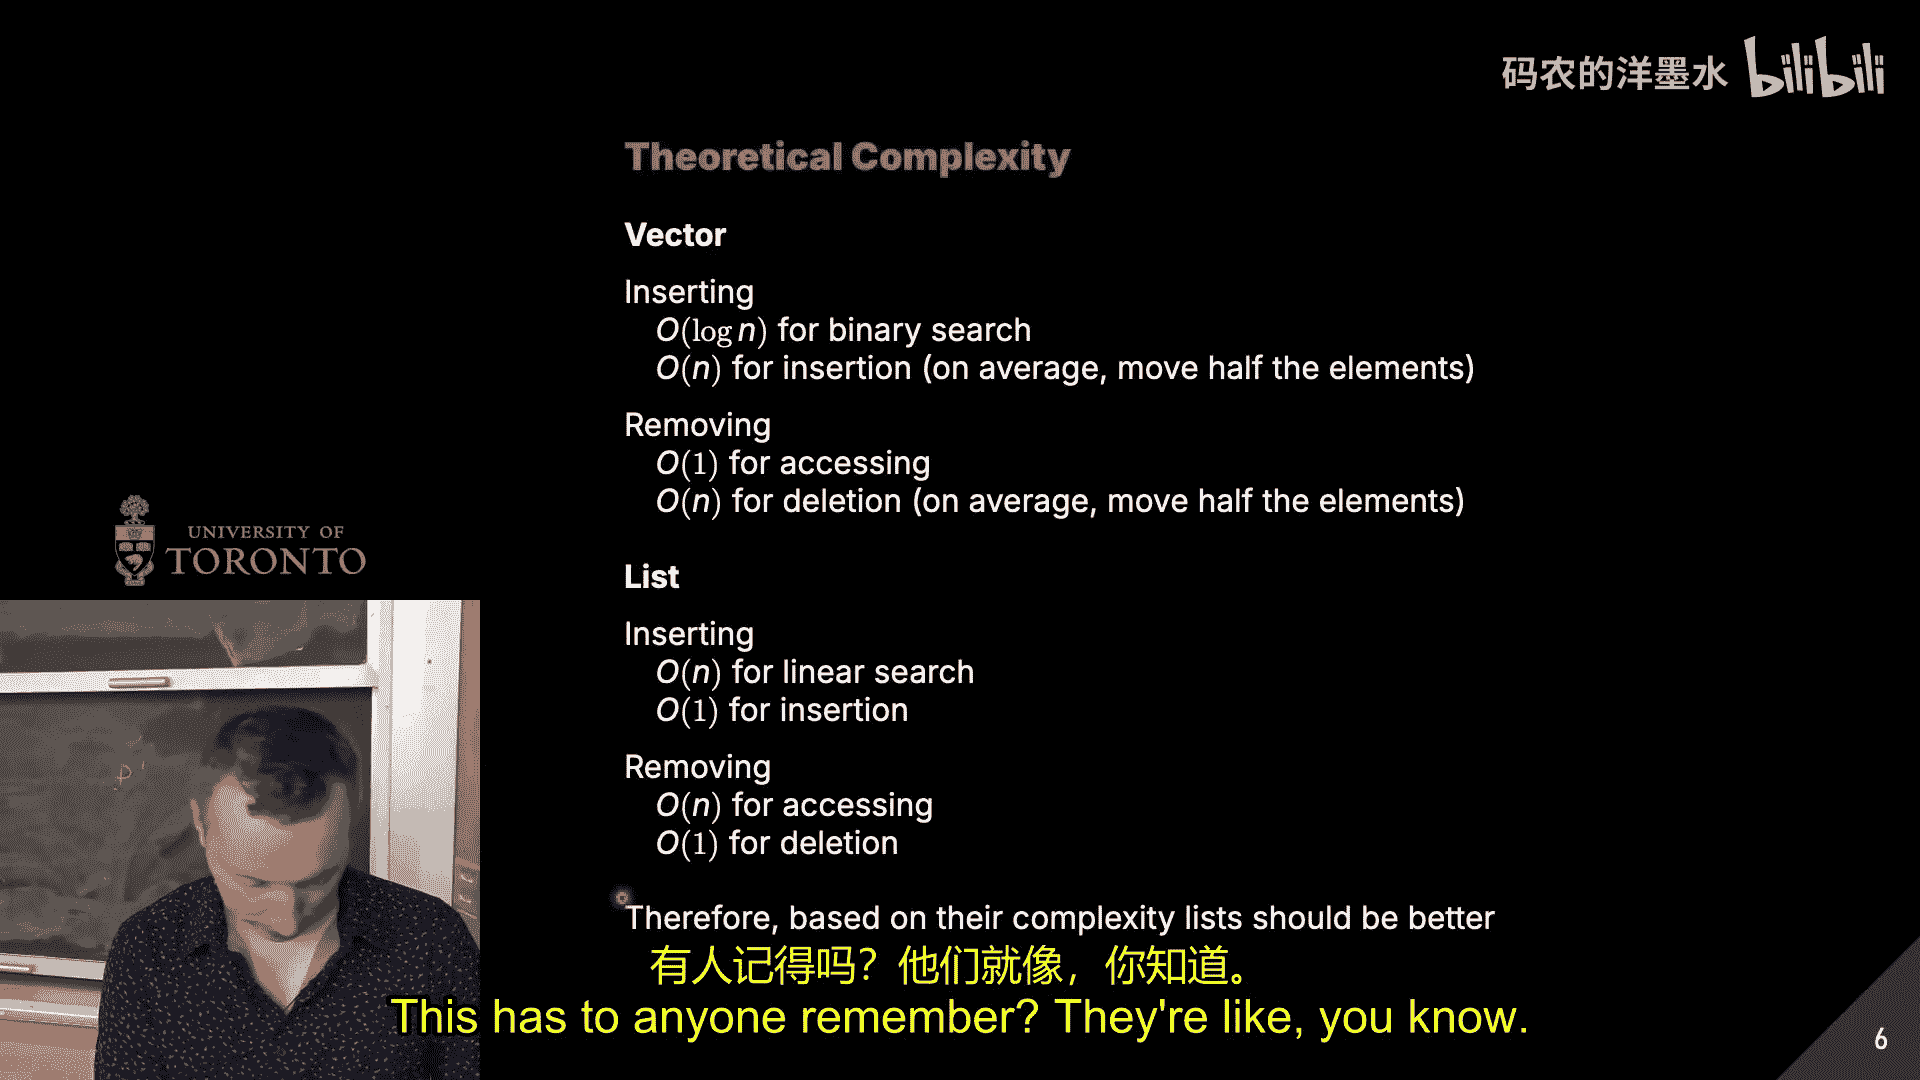 码农的洋墨水 bilibili
Theoretical Complexity
Vector
Inserting
O(log n) for binary search
O(n) for insertion (on average, move half the elements)
Removing
O(1) for accessing
O(n) for deletion (on average, move half the elements)
UNIVERSITY OF
TORONTO
List
Inserting
O(n) for linear search
O(1) for insertion
Removing
O(n) for accessing
O(1) for deletion
Therefore, based on their complexity lists should be better
有人记得吗？他们就像，你知道。
This has to anyone remember? They're like, you know.
6